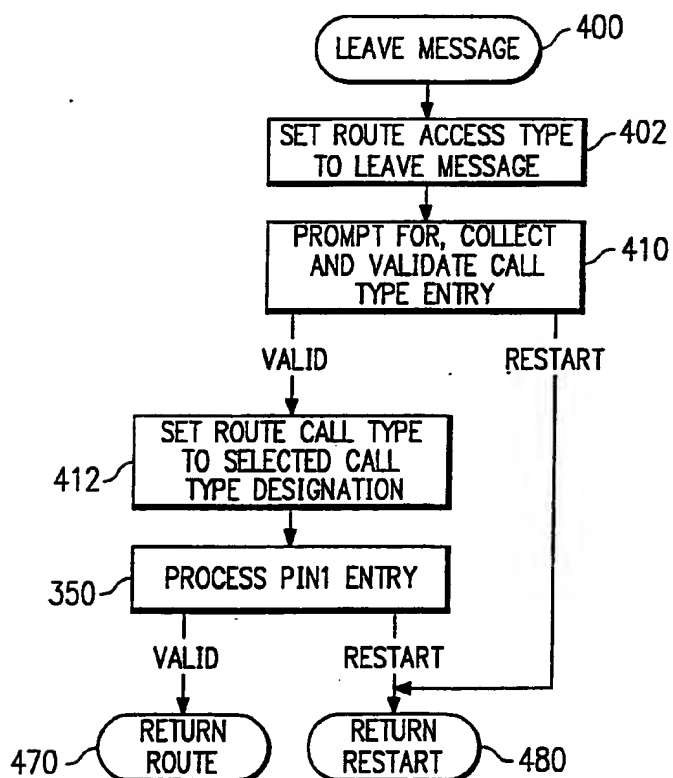 LEAVE MESSAGE
400
SET ROUTE ACCESS TYPE
TO LEAVE MESSAGE
402
PROMPT FOR, COLLECT
AND VALIDATE CALL
TYPE ENTRY
410
VALID
RESTART
SET ROUTE CALL TYPE
TO SELECTED CALL
TYPE DESIGNATION
412
PROCESS PIN1 ENTRY
350
VALID
RESTART
RETURN
ROUTE
470
RETURN
RESTART
480